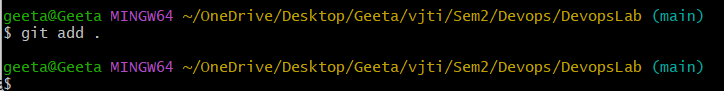 geeta@Geeta MINGW64 ~/OneDrive/Desktop/Geeta/vjti/Sem2/Devops/DevopsLab (main)
$ git add .
geeta@Geeta MINGW64 ~/OneDrive/Desktop/Geeta/vjti/Sem2/Devops/DevopsLab (main)
$